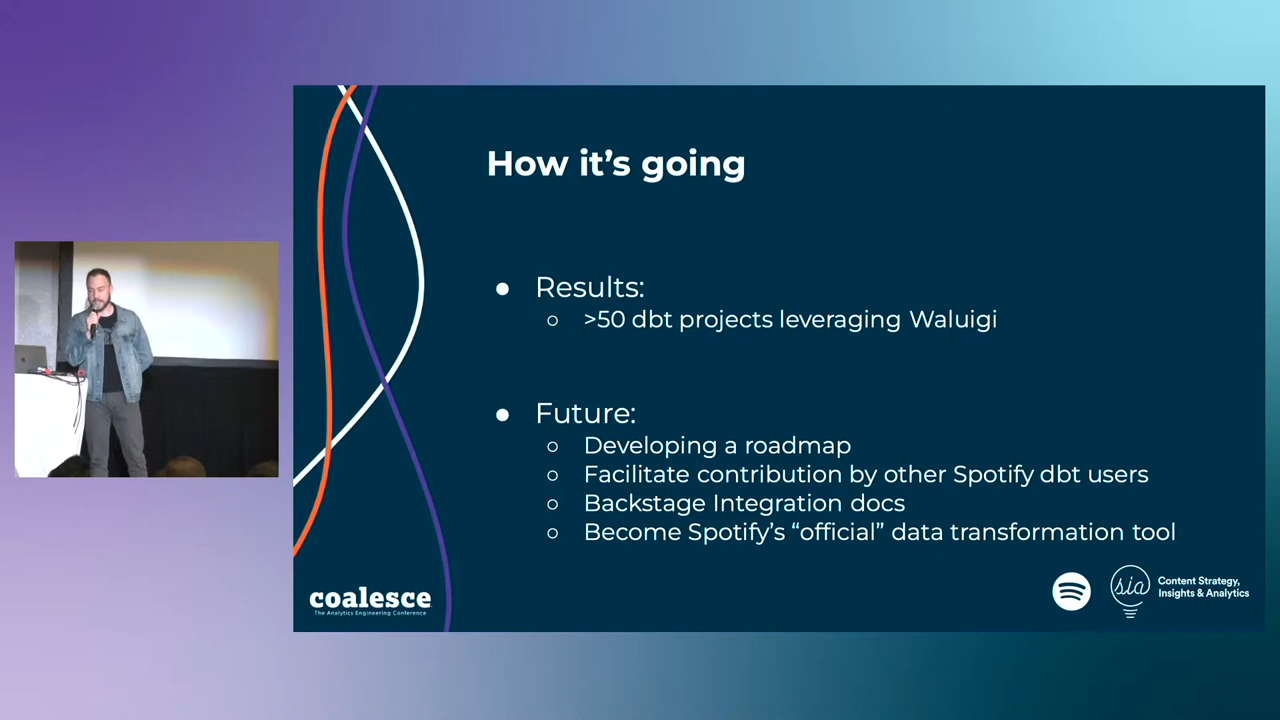 How it's going
● Results:
○ >50 dbt projects leveraging Waluigi
● Future:
○ Developing a roadmap
○ Facilitate contribution by other Spotify dbt users
○ Backstage Integration docs
○ Become Spotify's “official” data transformation tool
coalesce
The Analytics Engineering Conference
sia
Content Strategy,
Insights & Analytics